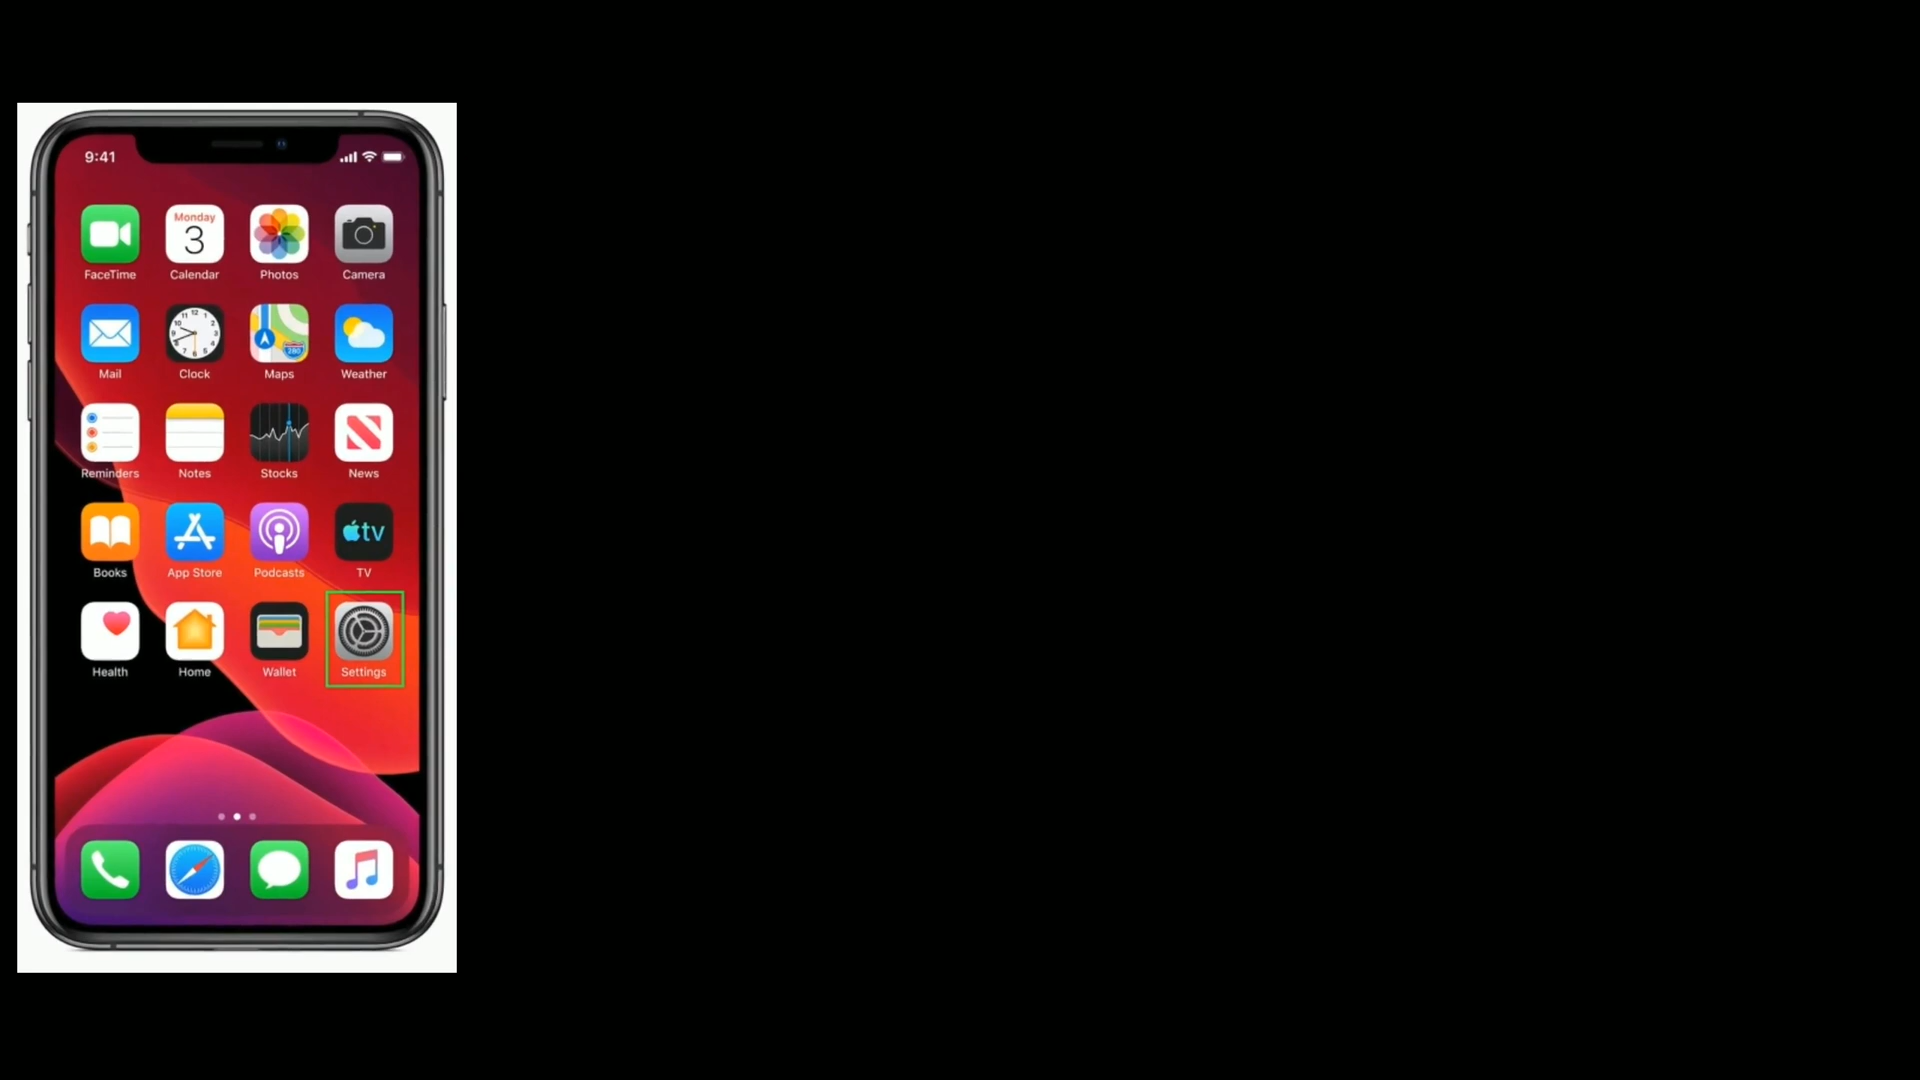 9:41
Monday
3
FaceTime Calendar Photos Camera
280
Mail Clock Maps Weather
Reminders Notes Stocks News
tv
Books App Store Podcasts TV
Health Home Wallet Settings